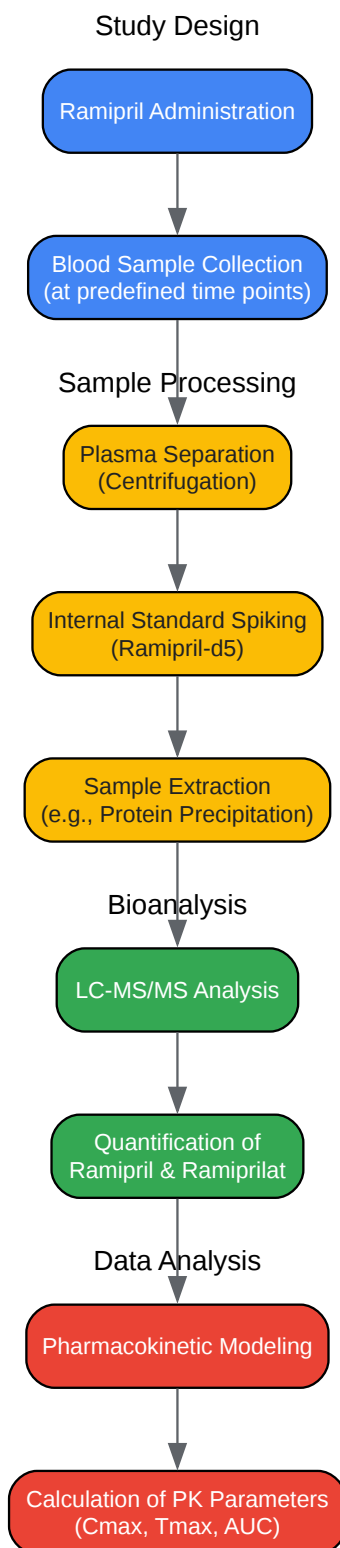 Study Design
Ramipril Administration
Blood Sample Collection
(at predefined time points)
Sample Processing
Plasma Separation
(Centrifugation)
Internal Standard Spiking
(Ramipril-d5)
Sample Extraction
(e.g., Protein Precipitation)
Bioanalysis
LC-MS/MS Analysis
Quantification of
Ramipril & Ramiprilat
Data Analysis
Pharmacokinetic Modeling
Calculation of PK Parameters
(Cmax, Tmax, AUC)